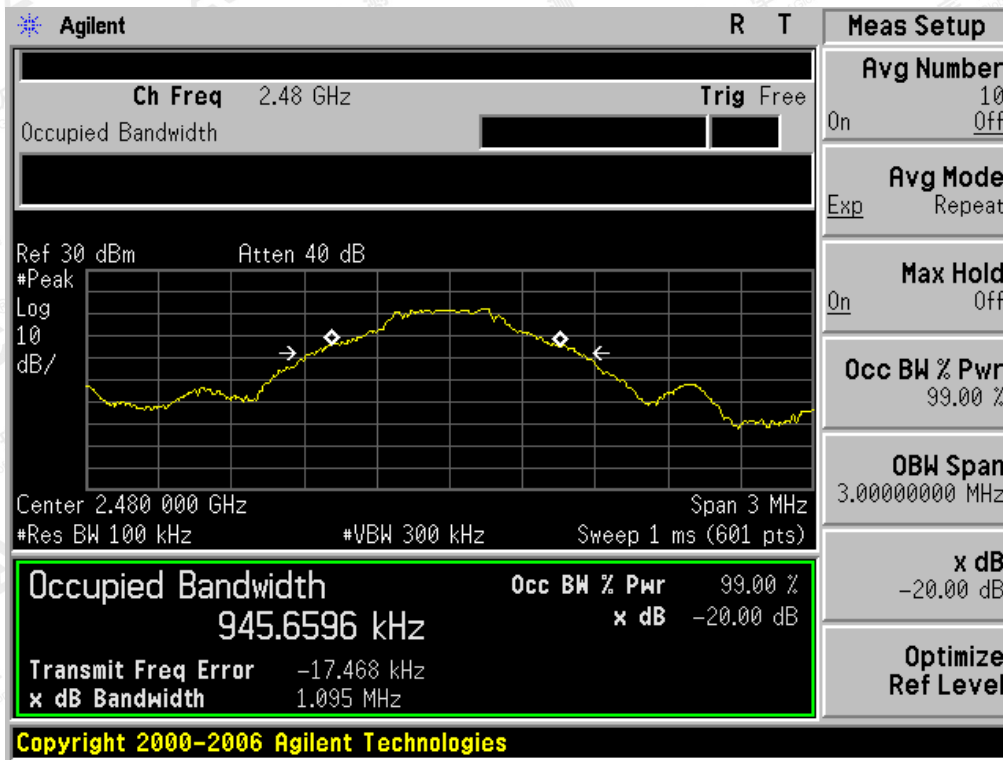 Agilent R T
Ch Freq 2.48 GHz Trig Free
Occupied Bandwidth
Ref 30 dBm Atten 40 dB
#Peak
Log
10
dB/
Center 2.480 000 GHz Span 3 MHz
#Res BW 100 kHz #VBW 300 kHz Sweep 1 ms (601 pts)
Occupied Bandwidth Occ BW % Pwr 99.00 %
945.6596 kHz x dB -20.00 dB
Transmit Freq Error -17.468 kHz
x dB Bandwidth 1.095 MHz
Copyright 2000-2006 Agilent Technologies
Meas Setup
Avg Number
10
On Off
Avg Mode
Exp Repeat
Max Hold
On Off
Occ BW % Pwr
99.00 %
OBW Span
3.00000000 MHz
x dB
-20.00 dB
Optimize
Ref Level